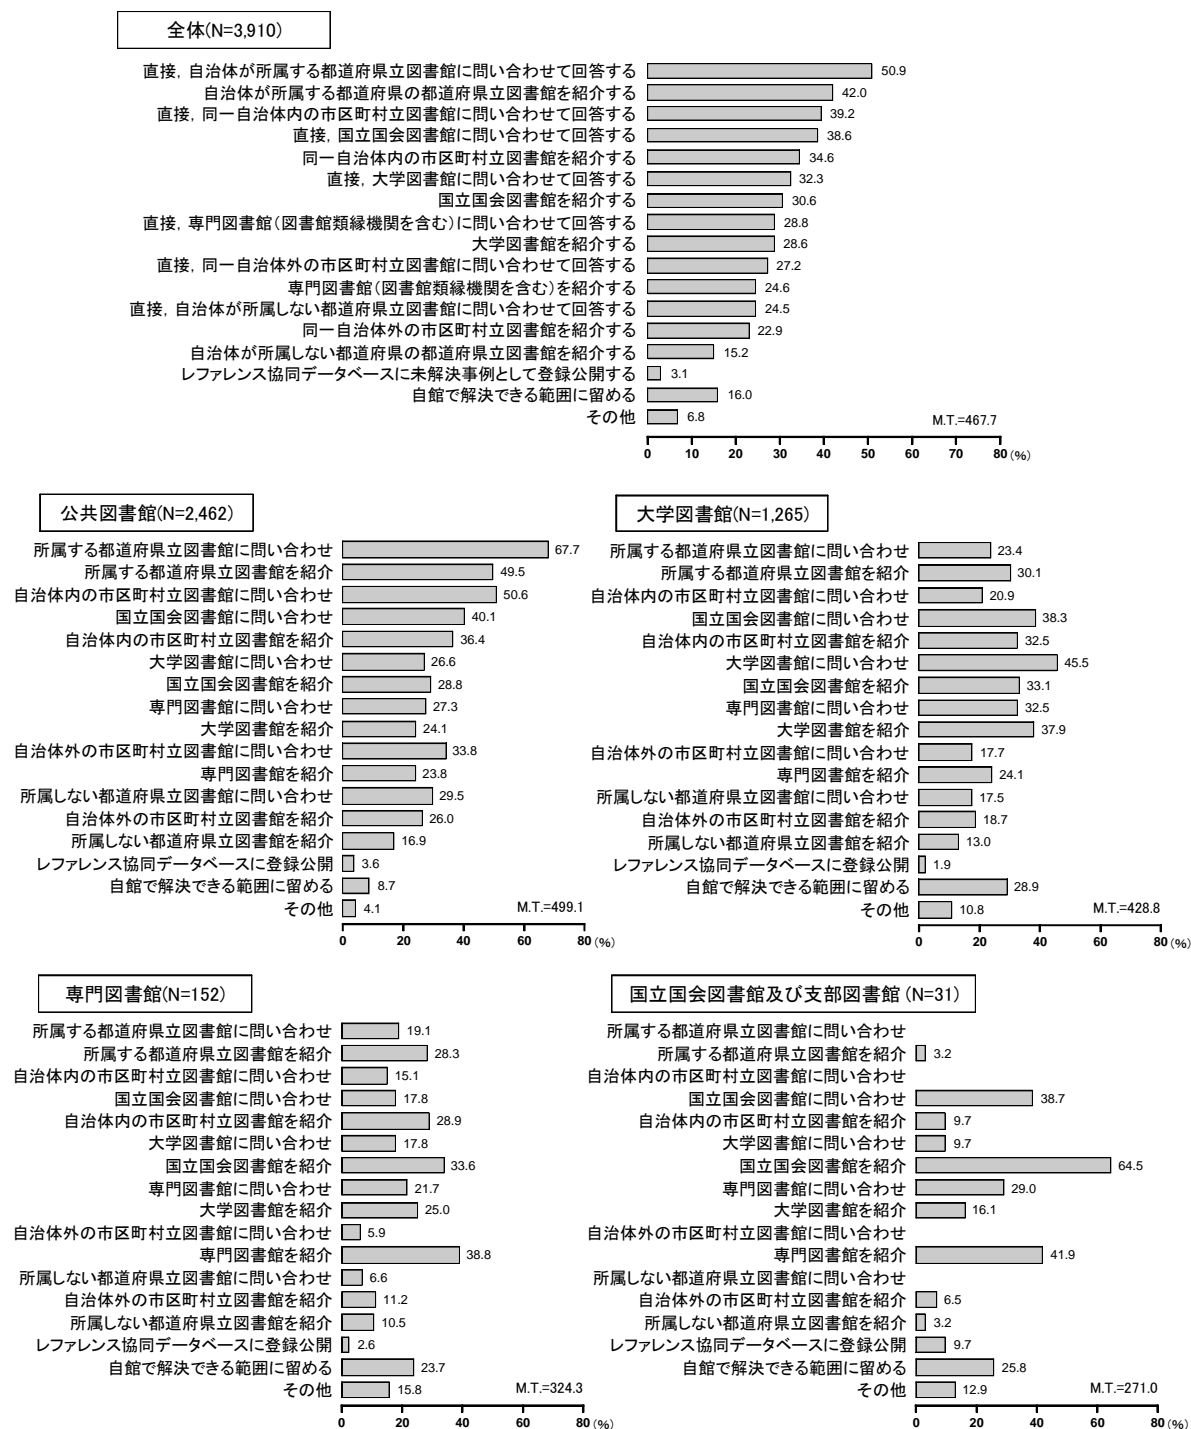 全体(N=3,910)
直接，自治体が所属する都道府県立図書館に問い合わせて回答する 50.9
自治体が所属する都道府県の都道府県立図書館を紹介する 42.0
直接，同一自治体内の市区町村立図書館に問い合わせて回答する 39.2
直接，国立国会図書館に問い合わせて回答する 38.6
同一自治体内の市区町村立図書館を紹介する 34.6
直接，大学図書館に問い合わせて回答する 32.3
国立国会図書館を紹介する 30.6
直接，専門図書館（図書館類縁機関を含む）に問い合わせて回答する 28.8
大学図書館を紹介する 28.6
直接，同一自治体外の市区町村立図書館に問い合わせて回答する 27.2
専門図書館（図書館類縁機関を含む）を紹介する 24.6
直接，自治体が所属しない都道府県立図書館に問い合わせて回答する 24.5
同一自治体外の市区町村立図書館を紹介する 22.9
自治体が所属しない都道府県の都道府県立図書館を紹介する 15.2
レファレンス協同データベースに未解決事例として登録公開する 3.1
自館で解決できる範囲に留める 16.0
その他 6.8
M.T.=467.7
0 10 20 30 40 50 60 70 80 (%)
公共図書館(N=2,462)
所属する都道府県立図書館に問い合わせ 67.7
所属する都道府県立図書館を紹介 49.5
自治体内の市区町村立図書館に問い合わせ 50.6
国立国会図書館に問い合わせ 40.1
自治体内の市区町村立図書館を紹介 36.4
大学図書館に問い合わせ 26.6
国立国会図書館を紹介 28.8
専門図書館に問い合わせ 27.3
大学図書館を紹介 24.1
自治体外の市区町村立図書館に問い合わせ 33.8
専門図書館を紹介 23.8
所属しない都道府県立図書館に問い合わせ 29.5
自治体外の市区町村立図書館を紹介 26.0
所属しない都道府県立図書館を紹介 16.9
レファレンス協同データベースに登録公開 3.6
自館で解決できる範囲に留める 8.7
その他 4.1
M.T.=499.1
0 20 40 60 80 (%)
大学図書館(N=1,265)
所属する都道府県立図書館に問い合わせ 23.4
所属する都道府県立図書館を紹介 30.1
自治体内の市区町村立図書館に問い合わせ 20.9
国立国会図書館に問い合わせ 38.3
自治体内の市区町村立図書館を紹介 32.5
大学図書館に問い合わせ 45.5
国立国会図書館を紹介 33.1
専門図書館に問い合わせ 32.5
大学図書館を紹介 37.9
自治体外の市区町村立図書館に問い合わせ 17.7
専門図書館を紹介 24.1
所属しない都道府県立図書館に問い合わせ 17.5
自治体外の市区町村立図書館を紹介 18.7
所属しない都道府県立図書館を紹介 13.0
レファレンス協同データベースに登録公開 1.9
自館で解決できる範囲に留める 28.9
その他 10.8
M.T.=428.8
0 20 40 60 80 (%)
専門図書館(N=152)
所属する都道府県立図書館に問い合わせ 19.1
所属する都道府県立図書館を紹介 28.3
自治体内の市区町村立図書館に問い合わせ 15.1
国立国会図書館に問い合わせ 17.8
自治体内の市区町村立図書館を紹介 28.9
大学図書館に問い合わせ 17.8
国立国会図書館を紹介 33.6
専門図書館に問い合わせ 21.7
大学図書館を紹介 25.0
自治体外の市区町村立図書館に問い合わせ 5.9
専門図書館を紹介 38.8
所属しない都道府県立図書館に問い合わせ 6.6
自治体外の市区町村立図書館を紹介 11.2
所属しない都道府県立図書館を紹介 10.5
レファレンス協同データベースに登録公開 2.6
自館で解決できる範囲に留める 23.7
その他 15.8
M.T.=324.3
0 20 40 60 80 (%)
国立国会図書館及び支部図書館 (N=31)
所属する都道府県立図書館に問い合わせ
所属する都道府県立図書館を紹介 3.2
自治体内の市区町村立図書館に問い合わせ
国立国会図書館に問い合わせ 38.7
自治体内の市区町村立図書館を紹介 9.7
大学図書館に問い合わせ 9.7
国立国会図書館を紹介 64.5
専門図書館に問い合わせ 29.0
大学図書館を紹介 16.1
自治体外の市区町村立図書館に問い合わせ
専門図書館を紹介 41.9
所属しない都道府県立図書館に問い合わせ
自治体外の市区町村立図書館を紹介 6.5
所属しない都道府県立図書館を紹介 3.2
レファレンス協同データベースに登録公開 9.7
自館で解決できる範囲に留める 25.8
その他 12.9
M.T.=271.0
0 20 40 60 80 (%)